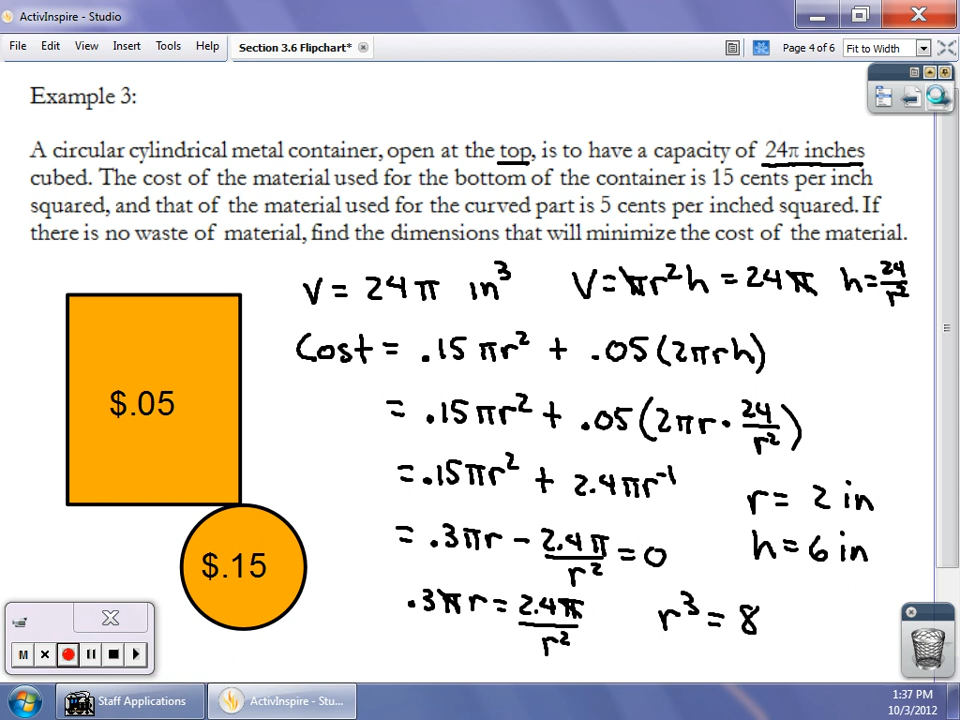 ActivInspire - Studio
File Edit View Insert Tools Help Section 3.6 Flipchart* Page 4 of 6 Fit to Width
Example 3:
A circular cylindrical metal container, open at the top, is to have a capacity of 24π inches
cubed. The cost of the material used for the bottom of the container is 15 cents per inch
squared, and that of the material used for the curved part is 5 cents per inched squared. If
there is no waste of material, find the dimensions that will minimize the cost of the material.
V = 24π in³ V = πr²h = 24π h = 24/r²
Cost = .15πr² + .05(2πrh)
= .15πr² + .05(2πr · 24/r²)
= .15πr² + 2.4πr⁻¹
= .3πr − 2.4π/r² = 0
.3πr = 2.4π/r²
r³ = 8
r = 2 in
h = 6 in
$.05
$.15
M
Staff Applications
ActivInspire - Stu...
1:37 PM
10/3/2012